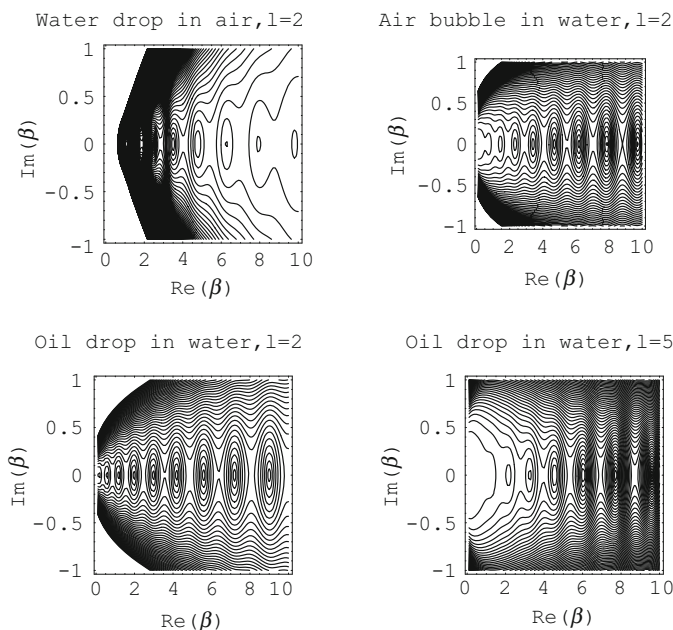 Water drop in air,l=2
1
0.5
0
-0.5
-1
Im(β)
0 2 4 6 8 10
Re(β)
Air bubble in water,l=2
1
0.5
0
-0.5
-1
Im(β)
0 2 4 6 8 10
Re(β)
Oil drop in water,l=2
1
0.5
0
-0.5
-1
Im(β)
0 2 4 6 8 10
Re(β)
Oil drop in water,l=5
1
0.5
0
-0.5
-1
Im(β)
0 2 4 6 8 10
Re(β)